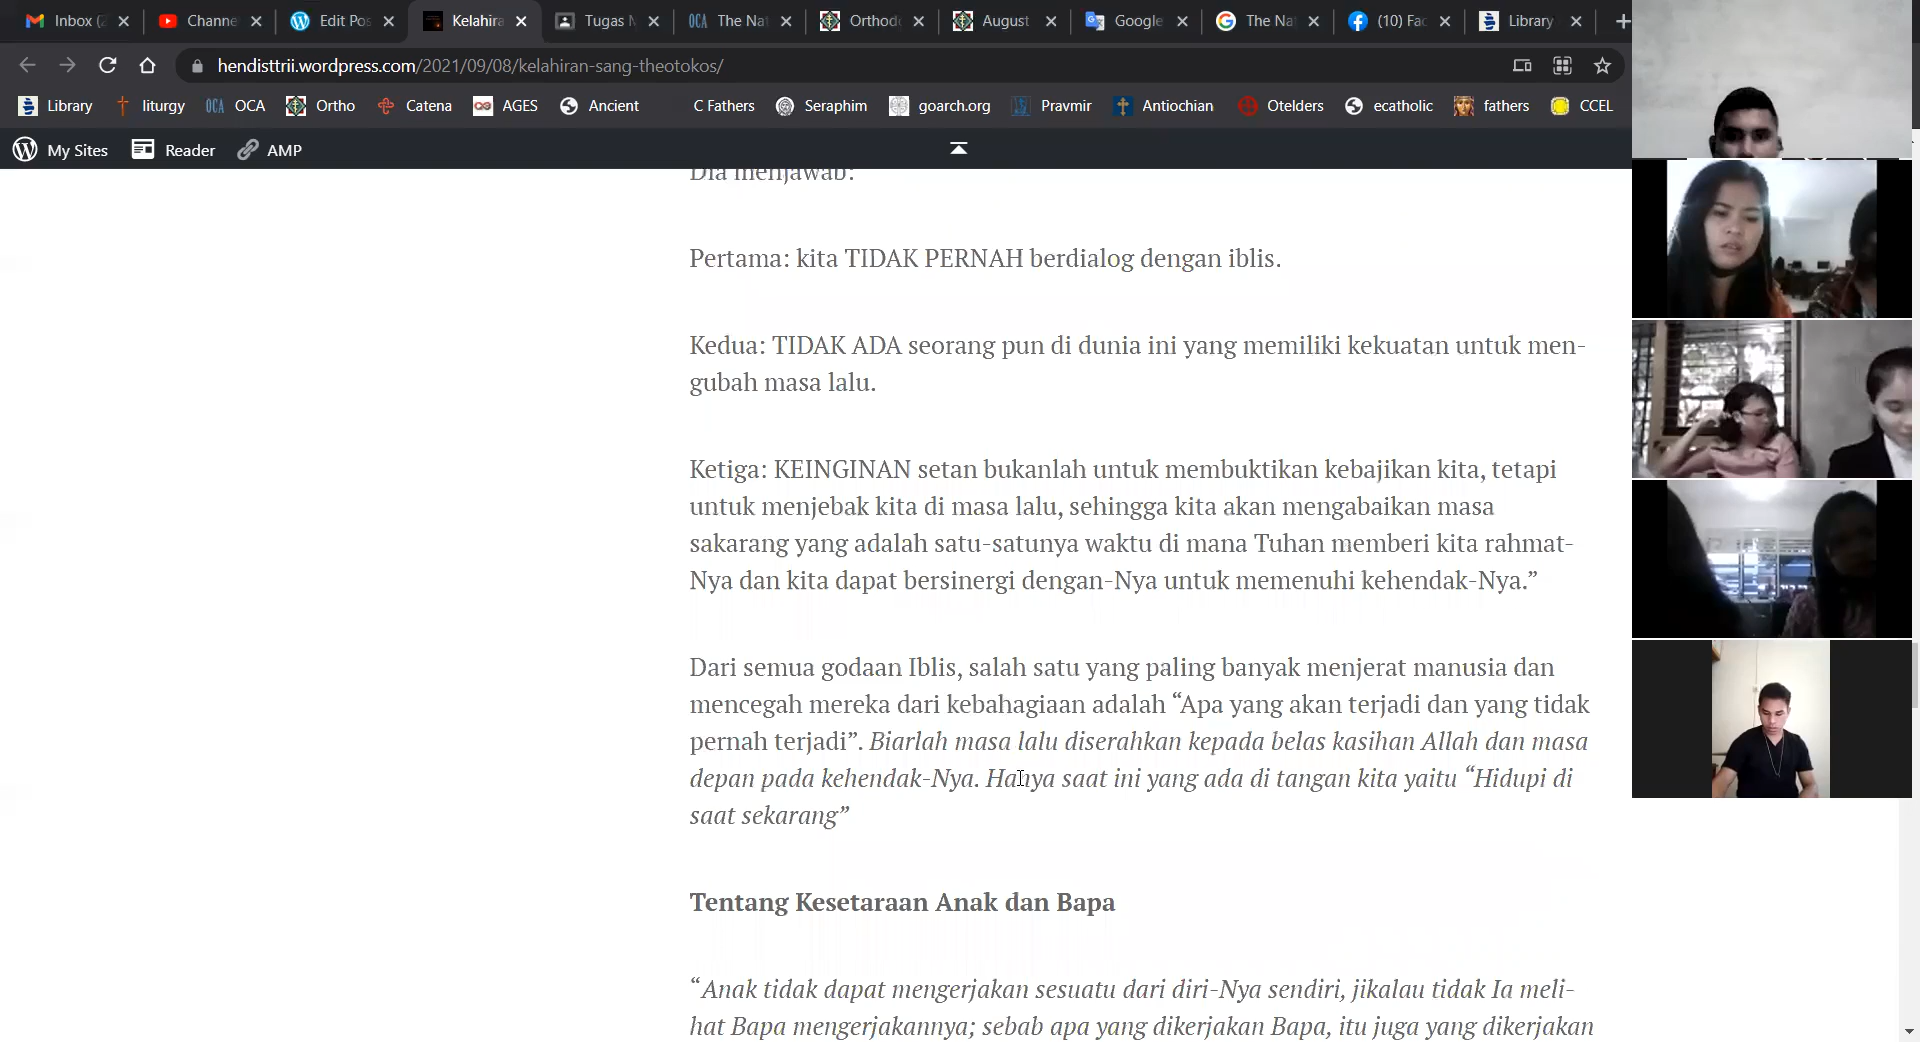 Inbox (2
Channe
Edit Pos
Kelahira
Tugas M
OCA The Nat
Orthodo
August
Google
The Nat
(10) Fac
Library
hendisttrii.wordpress.com/2021/09/08/kelahiran-sang-theotokos/
Library
liturgy
OCA OCA
Ortho
Catena
AGES
Ancient
C Fathers
Seraphim
goarch.org
Pravmir
Antiochian
Otelders
ecatholic
fathers
CCEL
My Sites
Reader
AMP
Dia menjawab:
Pertama: kita TIDAK PERNAH berdialog dengan iblis.
Kedua: TIDAK ADA seorang pun di dunia ini yang memiliki kekuatan untuk men-
gubah masa lalu.
Ketiga: KEINGINAN setan bukanlah untuk membuktikan kebajikan kita, tetapi
untuk menjebak kita di masa lalu, sehingga kita akan mengabaikan masa
sakarang yang adalah satu-satunya waktu di mana Tuhan memberi kita rahmat-
Nya dan kita dapat bersinergi dengan-Nya untuk memenuhi kehendak-Nya.”
Dari semua godaan Iblis, salah satu yang paling banyak menjerat manusia dan
mencegah mereka dari kebahagiaan adalah “Apa yang akan terjadi dan yang tidak
pernah terjadi”. Biarlah masa lalu diserahkan kepada belas kasihan Allah dan masa
depan pada kehendak-Nya. Hanya saat ini yang ada di tangan kita yaitu “Hidupi di
saat sekarang”
Tentang Kesetaraan Anak dan Bapa
“Anak tidak dapat mengerjakan sesuatu dari diri-Nya sendiri, jikalau tidak Ia meli-
hat Bapa mengerjakannya; sebab apa yang dikerjakan Bapa, itu juga yang dikerjakan